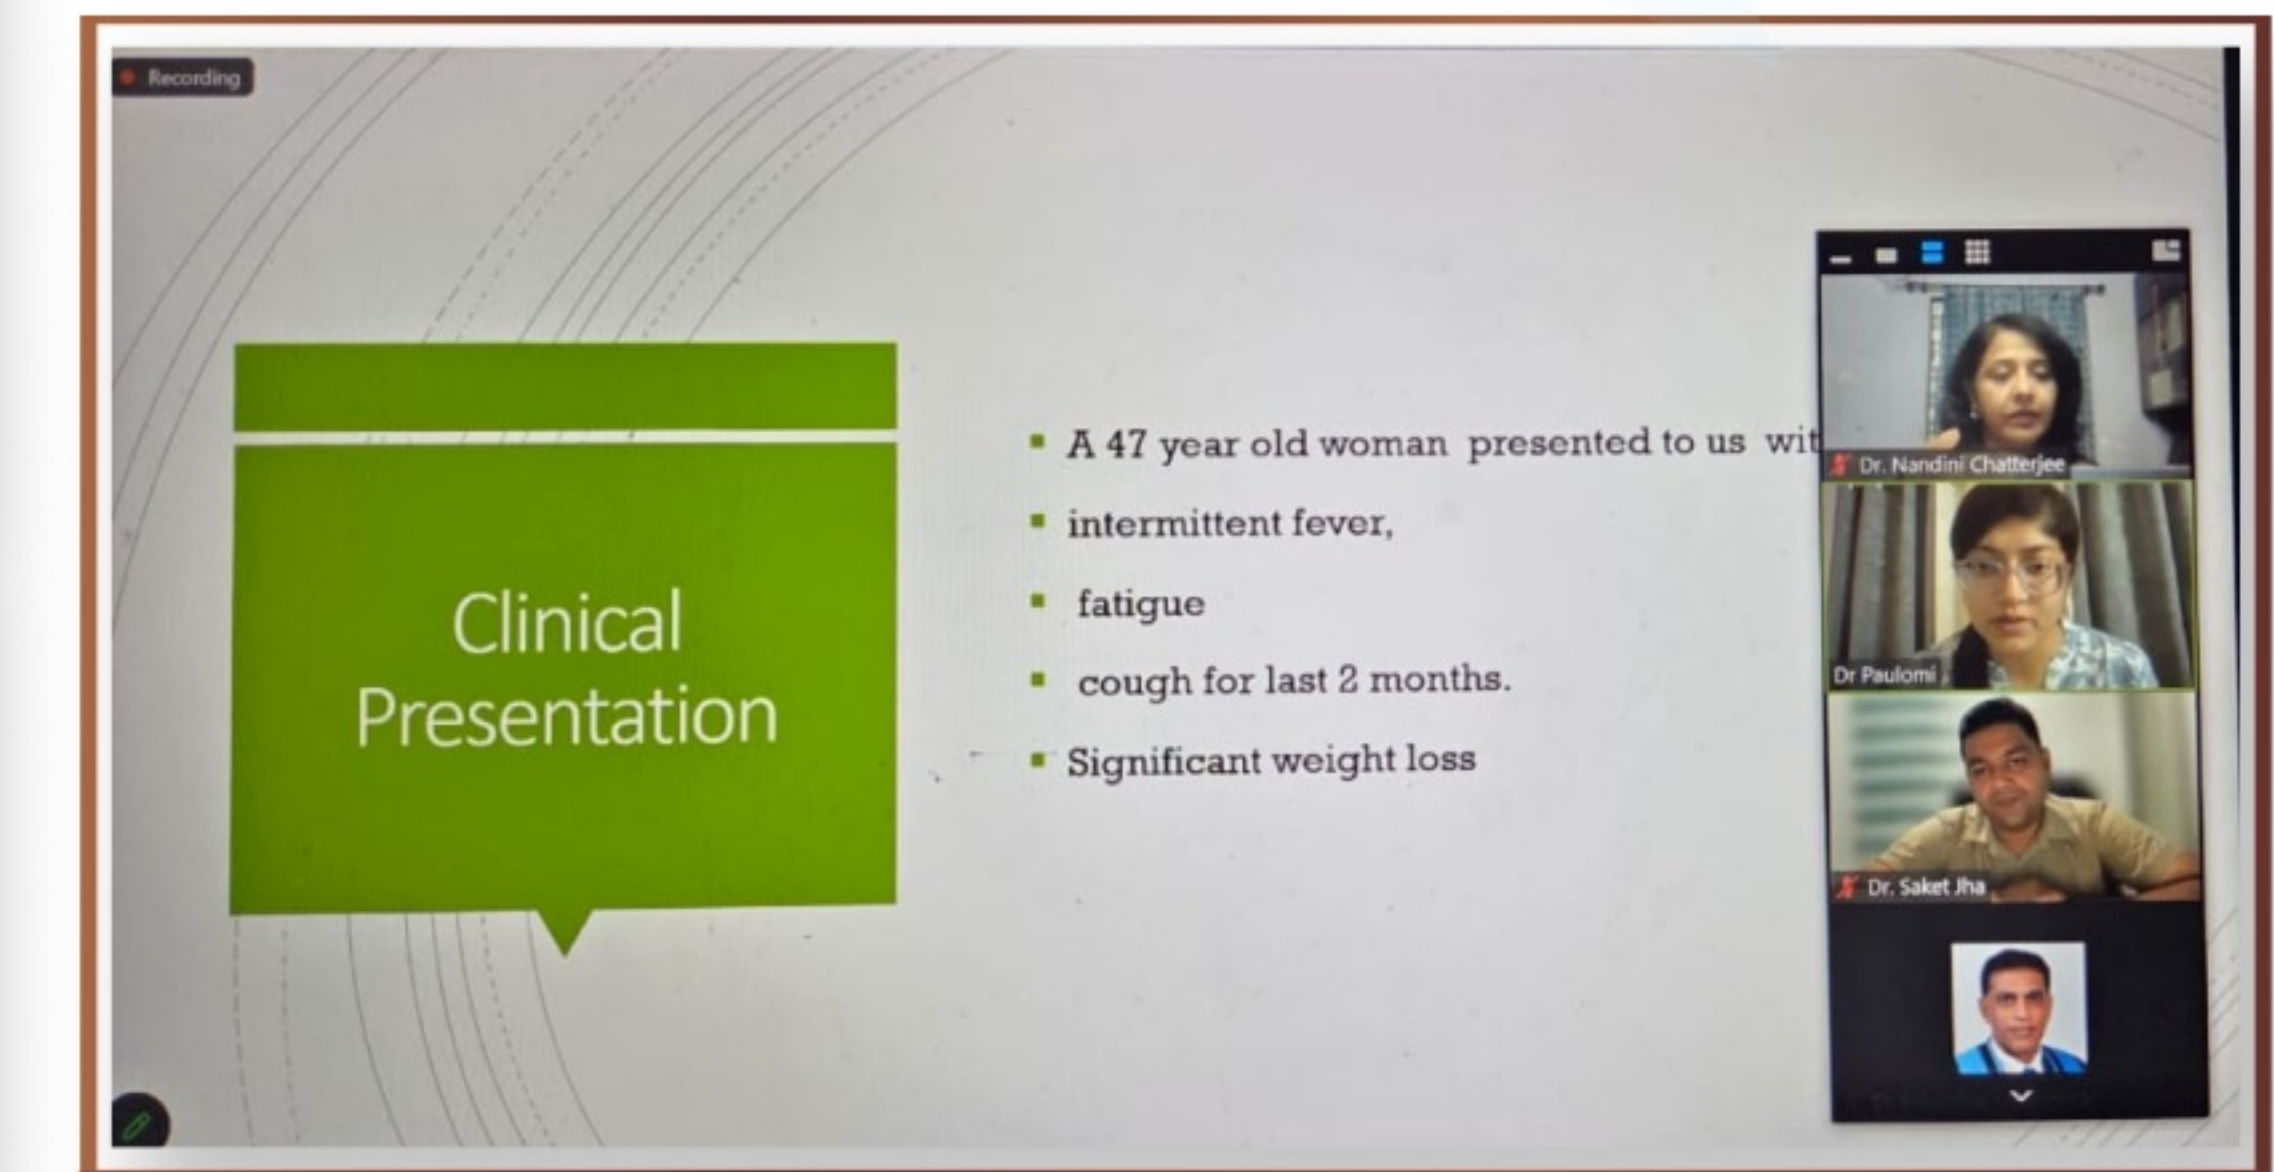 Recording
Clinical
Presentation
A 47 year old woman presented to us wit
intermittent fever,
fatigue
cough for last 2 months.
Significant weight loss
Dr. Nandini Chatterjee
Dr Paulomi
Dr. Saket Jha